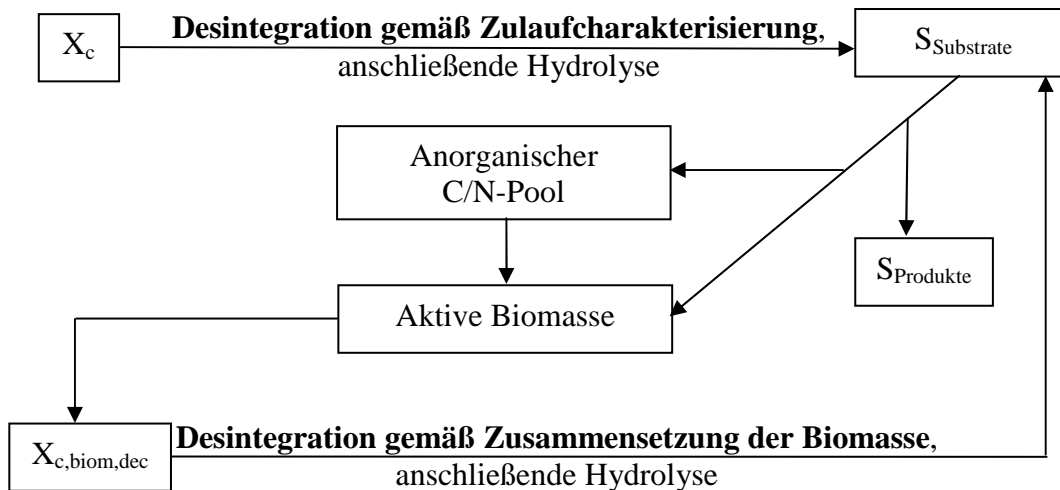 Desintegration gemäß Zulaufcharakterisierung,
X_c
anschließende Hydrolyse
S_Substrate
Anorganischer
C/N-Pool
S_Produkte
Aktive Biomasse
X_c,biom,dec
Desintegration gemäß Zusammensetzung der Biomasse,
anschließende Hydrolyse